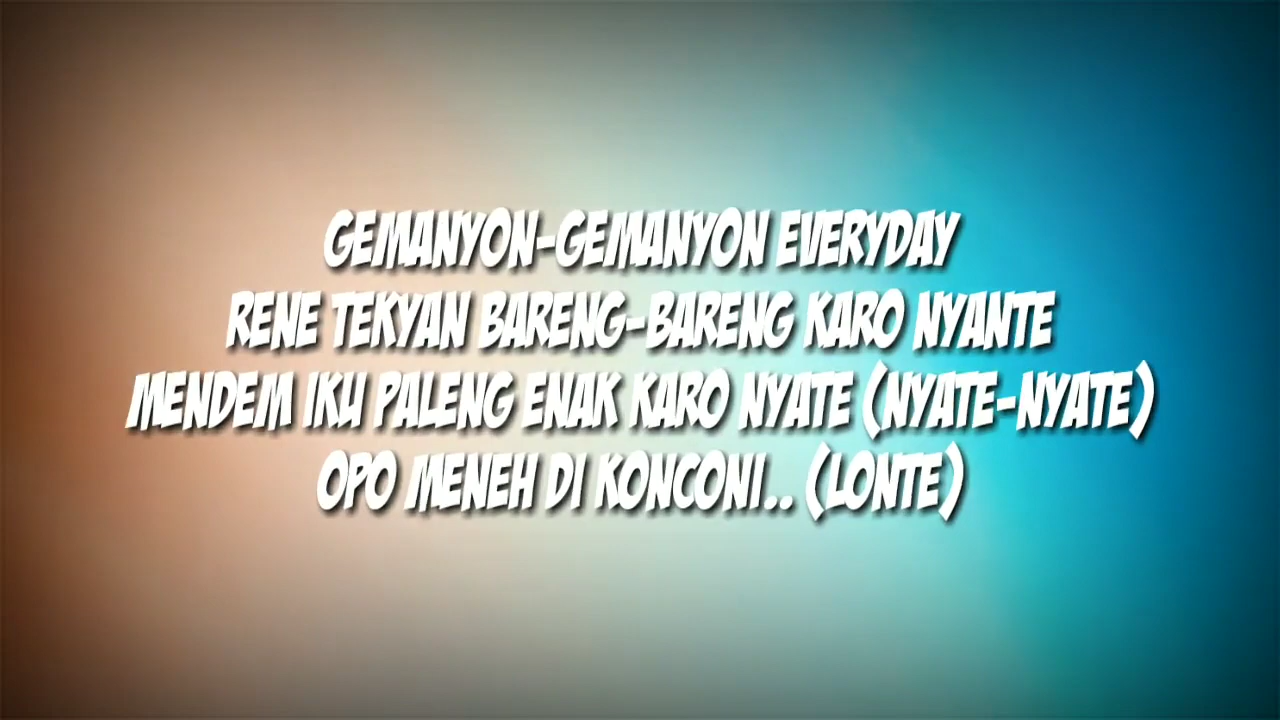 GEMANYON-GEMANYON EVERYDAY
RENE TEKYAN BARENG-BARENG KARO NYANTE
MENDEM IKU PALENG ENAK KARO NYATE (NYATE-NYATE)
OPO MENEH DI KONCONI.. (LONTE)